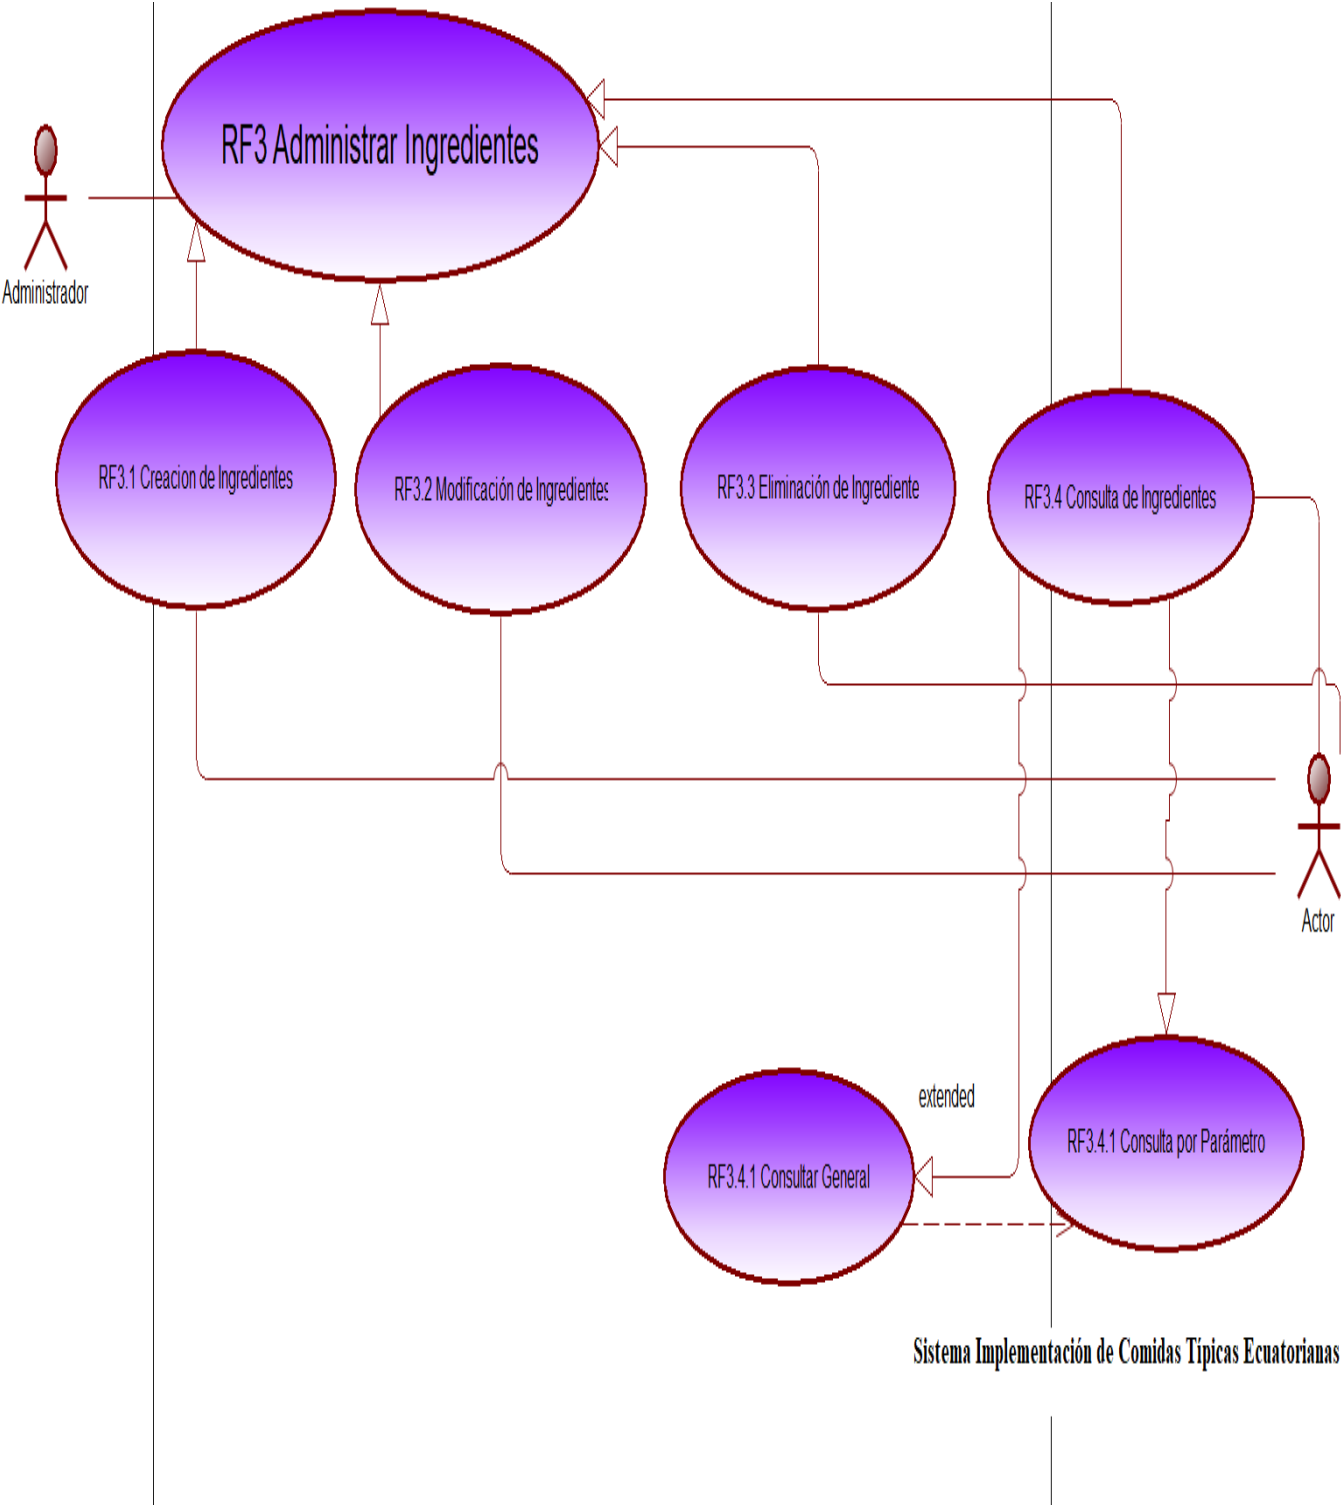 RF3 Administrar Ingredientes
Administrador
RF3.1 Creacion de Ingredientes
RF3.2 Modificación de Ingredientes
RF3.3 Eliminación de Ingrediente
RF3.4 Consulta de Ingredientes
Actor
extended
RF3.4.1 Consultar General
RF3.4.1 Consulta por Parámetro
Sistema Implementación de Comidas Típicas Ecuatorianas